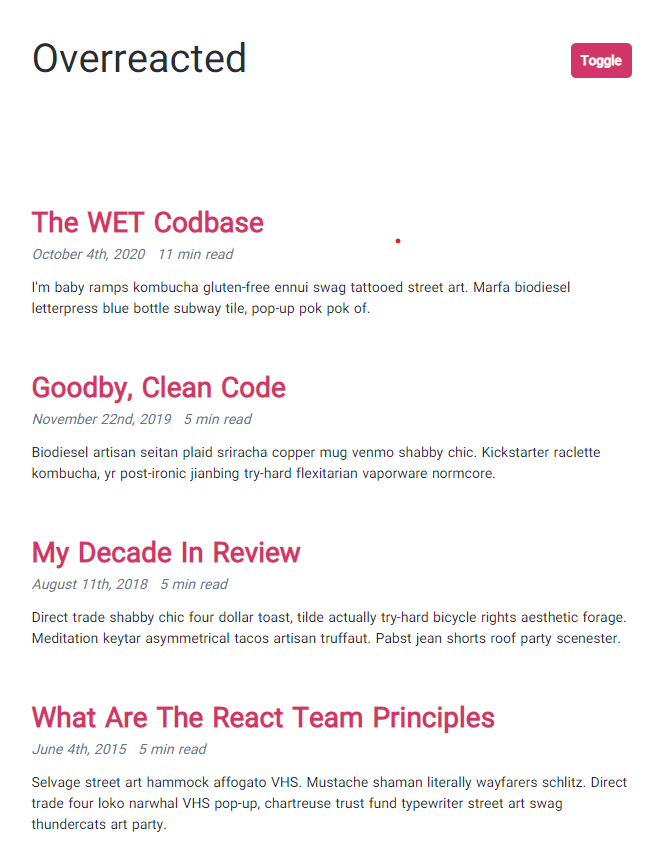 Overreacted
Toggle
The WET Codbase
October 4th, 2020 11 min read
I'm baby ramps kombucha gluten-free ennui swag tattooed street art. Marfa biodiesel
letterpress blue bottle subway tile, pop-up pok pok of.
Goodby, Clean Code
November 22nd, 2019 5 min read
Biodiesel artisan seitan plaid sriracha copper mug venmo shabby chic. Kickstarter raclette
kombucha, yr post-ironic jianbing try-hard flexitarian vaporware normcore.
My Decade In Review
August 11th, 2018 5 min read
Direct trade shabby chic four dollar toast, tilde actually try-hard bicycle rights aesthetic forage.
Meditation keytar asymmetrical tacos artisan truffaut. Pabst jean shorts roof party scenester.
What Are The React Team Principles
June 4th, 2015 5 min read
Selvage street art hammock affogato VHS. Mustache shaman literally wayfarers schlitz. Direct
trade four loko narwhal VHS pop-up, chartreuse trust fund typewriter street art swag
thundercats art party.